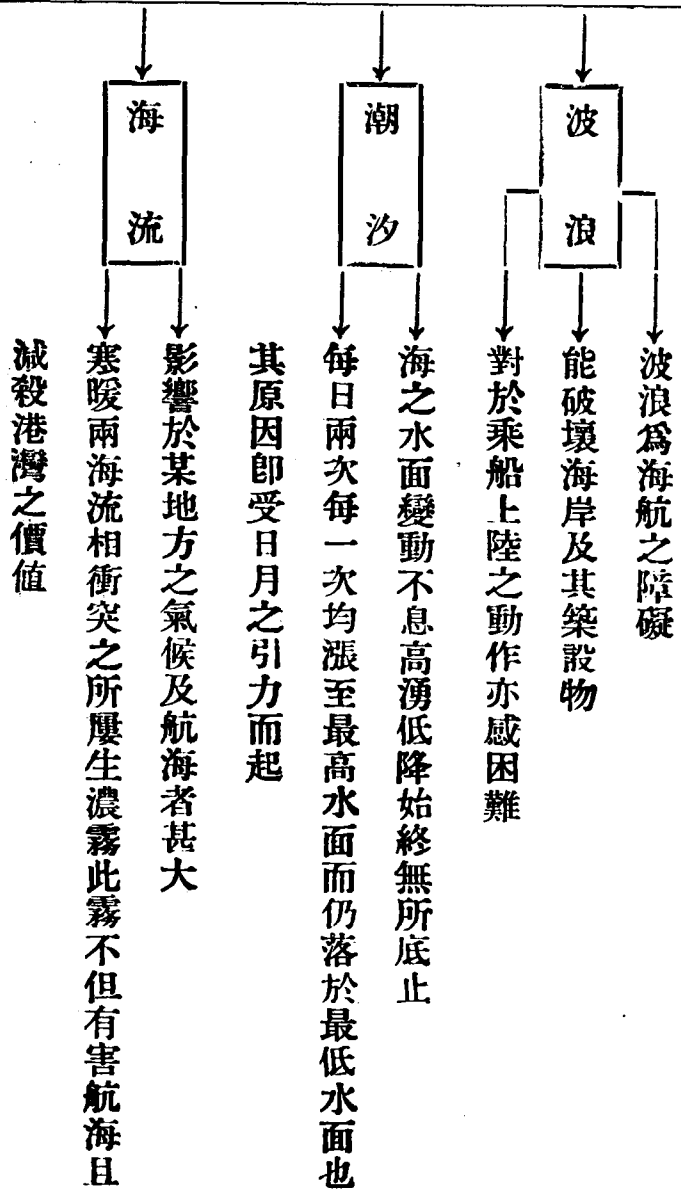 波浪
波浪爲海航之障礙
能破壞海岸及其築設物
對於乘船上陸之動作亦感困難
潮汐
海之水面變動不息高湧低降始終無所底止
每日兩次每一次均漲至最高水面而仍落於最低水面也
其原因卽受日月之引力而起
海流
影響於某地方之氣候及航海者甚大
寒暖兩海流相衝突之所屢生濃霧此霧不但有害航海且
減殺港灣之價值